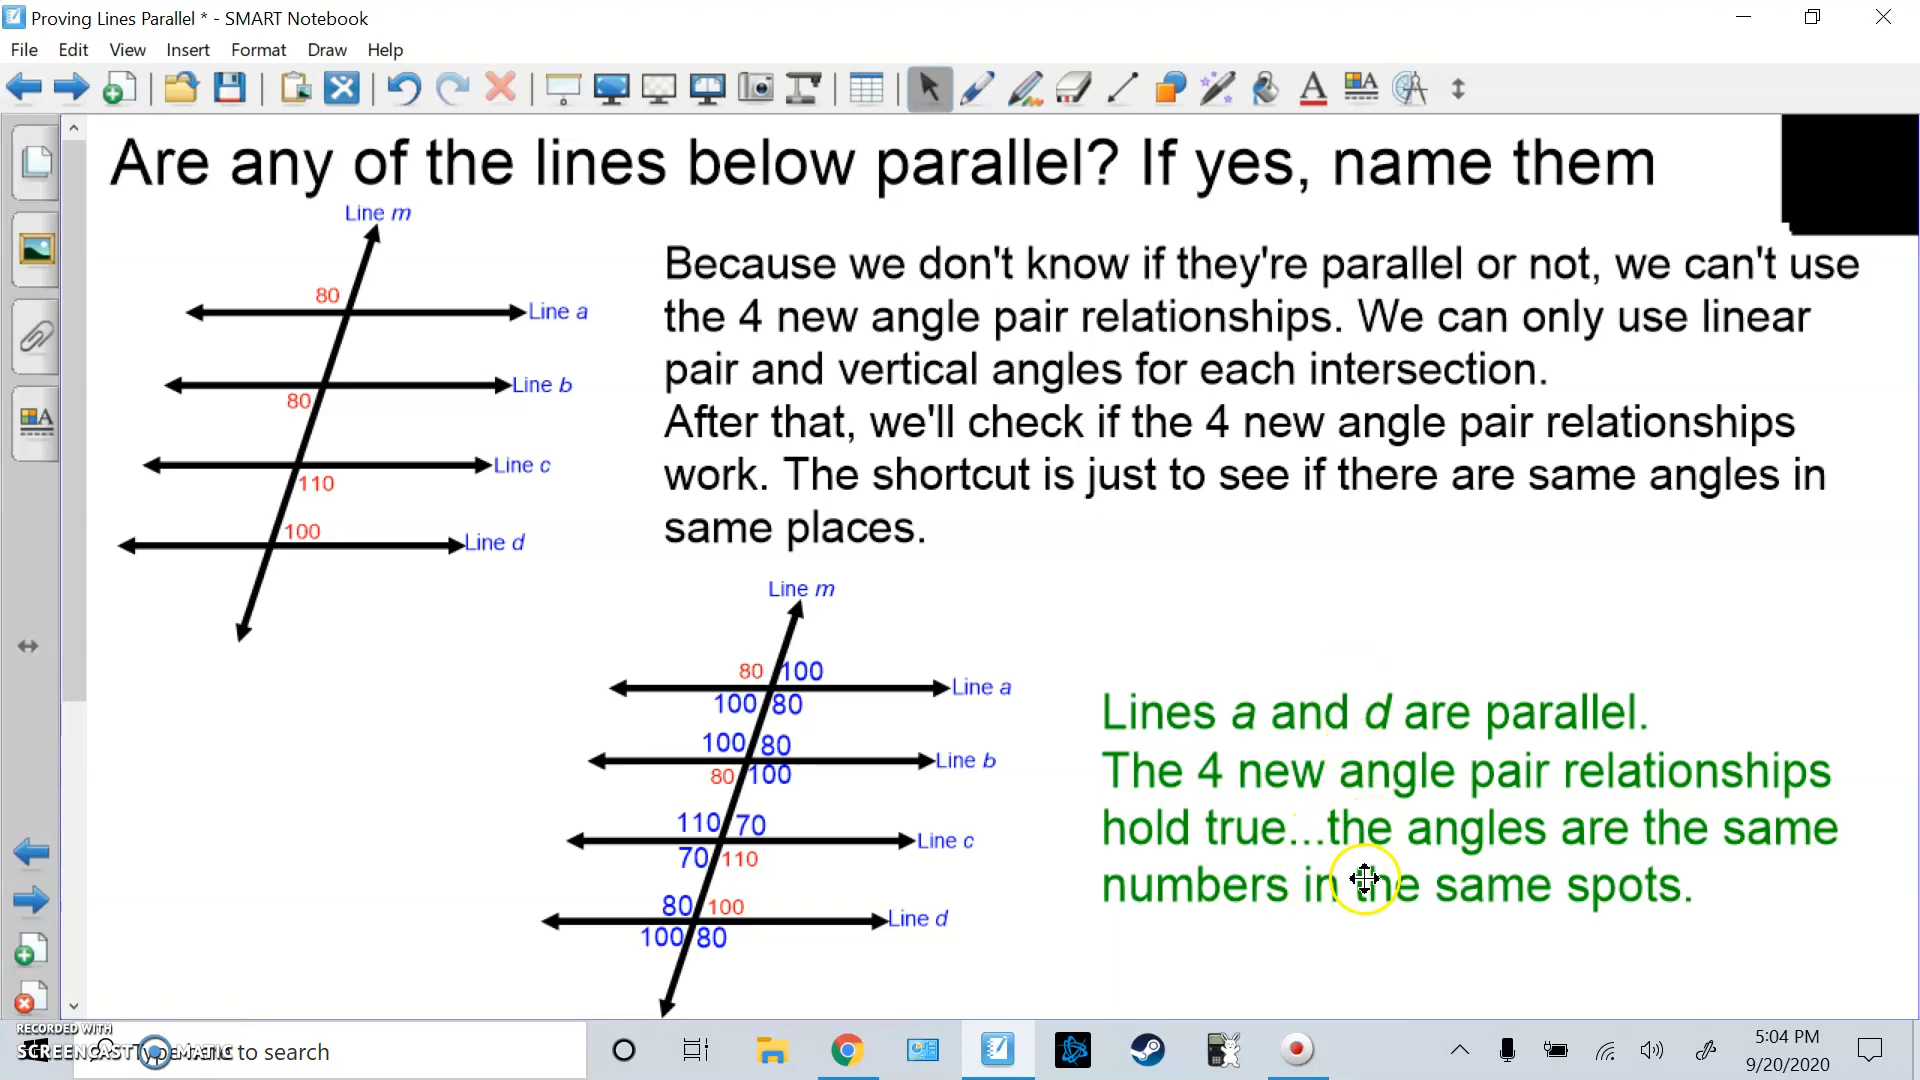 Proving Lines Parallel * - SMART Notebook
File Edit View Insert Format Draw Help
Are any of the lines below parallel? If yes, name them
Line m
80
Line a
Line b
80
Line c
110
100
Line d
Because we don't know if they're parallel or not, we can't use
the 4 new angle pair relationships. We can only use linear
pair and vertical angles for each intersection.
After that, we'll check if the 4 new angle pair relationships
work. The shortcut is just to see if there are same angles in
same places.
Line m
80 100
Line a
100 80
100 80
Line b
80 100
110 70
Line c
70 110
80 100
Line d
100 80
Lines a and d are parallel.
The 4 new angle pair relationships
hold true...the angles are the same
numbers in the same spots.
RECORDED WITH
SCREENCAST MATIC
Type here to search
5:04 PM
9/20/2020